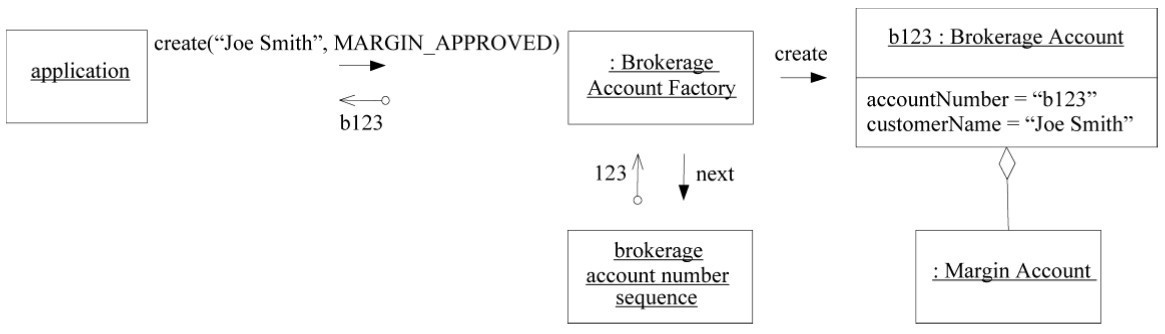 application
create(“Joe Smith”, MARGIN_APPROVED)
b123
: Brokerage
Account Factory
create
b123 : Brokerage Account
accountNumber = “b123”
customerName = “Joe Smith”
123
next
brokerage
account number
sequence
: Margin Account